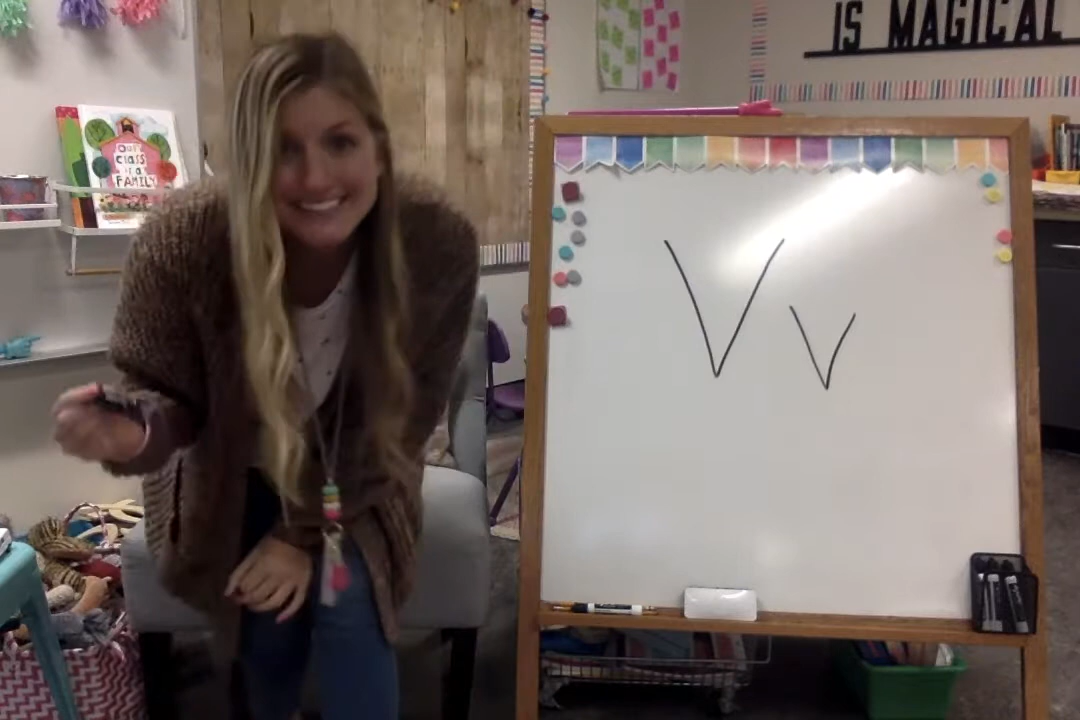 IS MAGICAL
OUR
CLASS
is a
FAMILY
V v